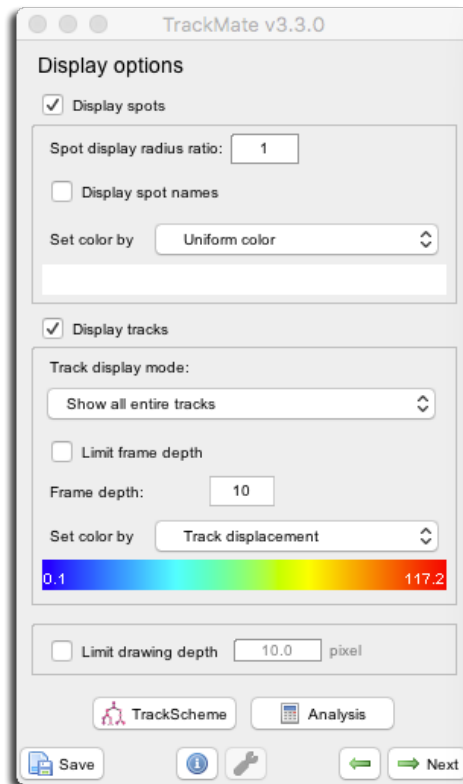 TrackMate v3.3.0
Display options
Display spots
Spot display radius ratio: 1
Display spot names
Set color by Uniform color
Display tracks
Track display mode:
Show all entire tracks
Limit frame depth
Frame depth: 10
Set color by Track displacement
0.1 117.2
Limit drawing depth 10.0 pixel
TrackScheme Analysis
Save Next